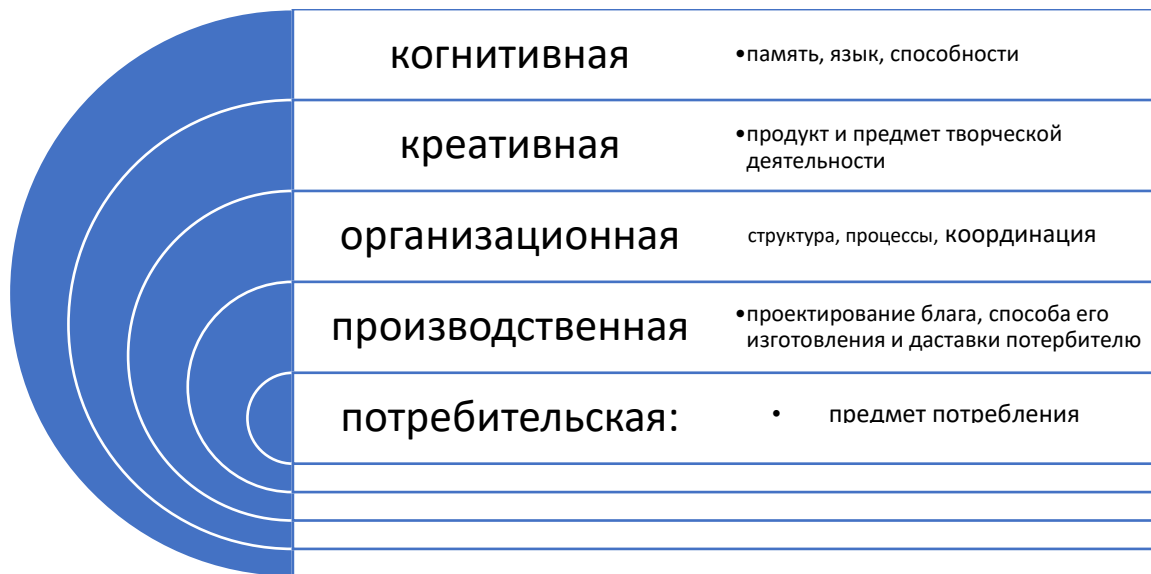 когнитивная
•память, язык, способности
креативная
•продукт и предмет творческой
деятельности
организационная
структура, процессы, координация
производственная
•проектирование блага, способа его
изготовления и даставки потербителю
потребительская:
• предмет потребления